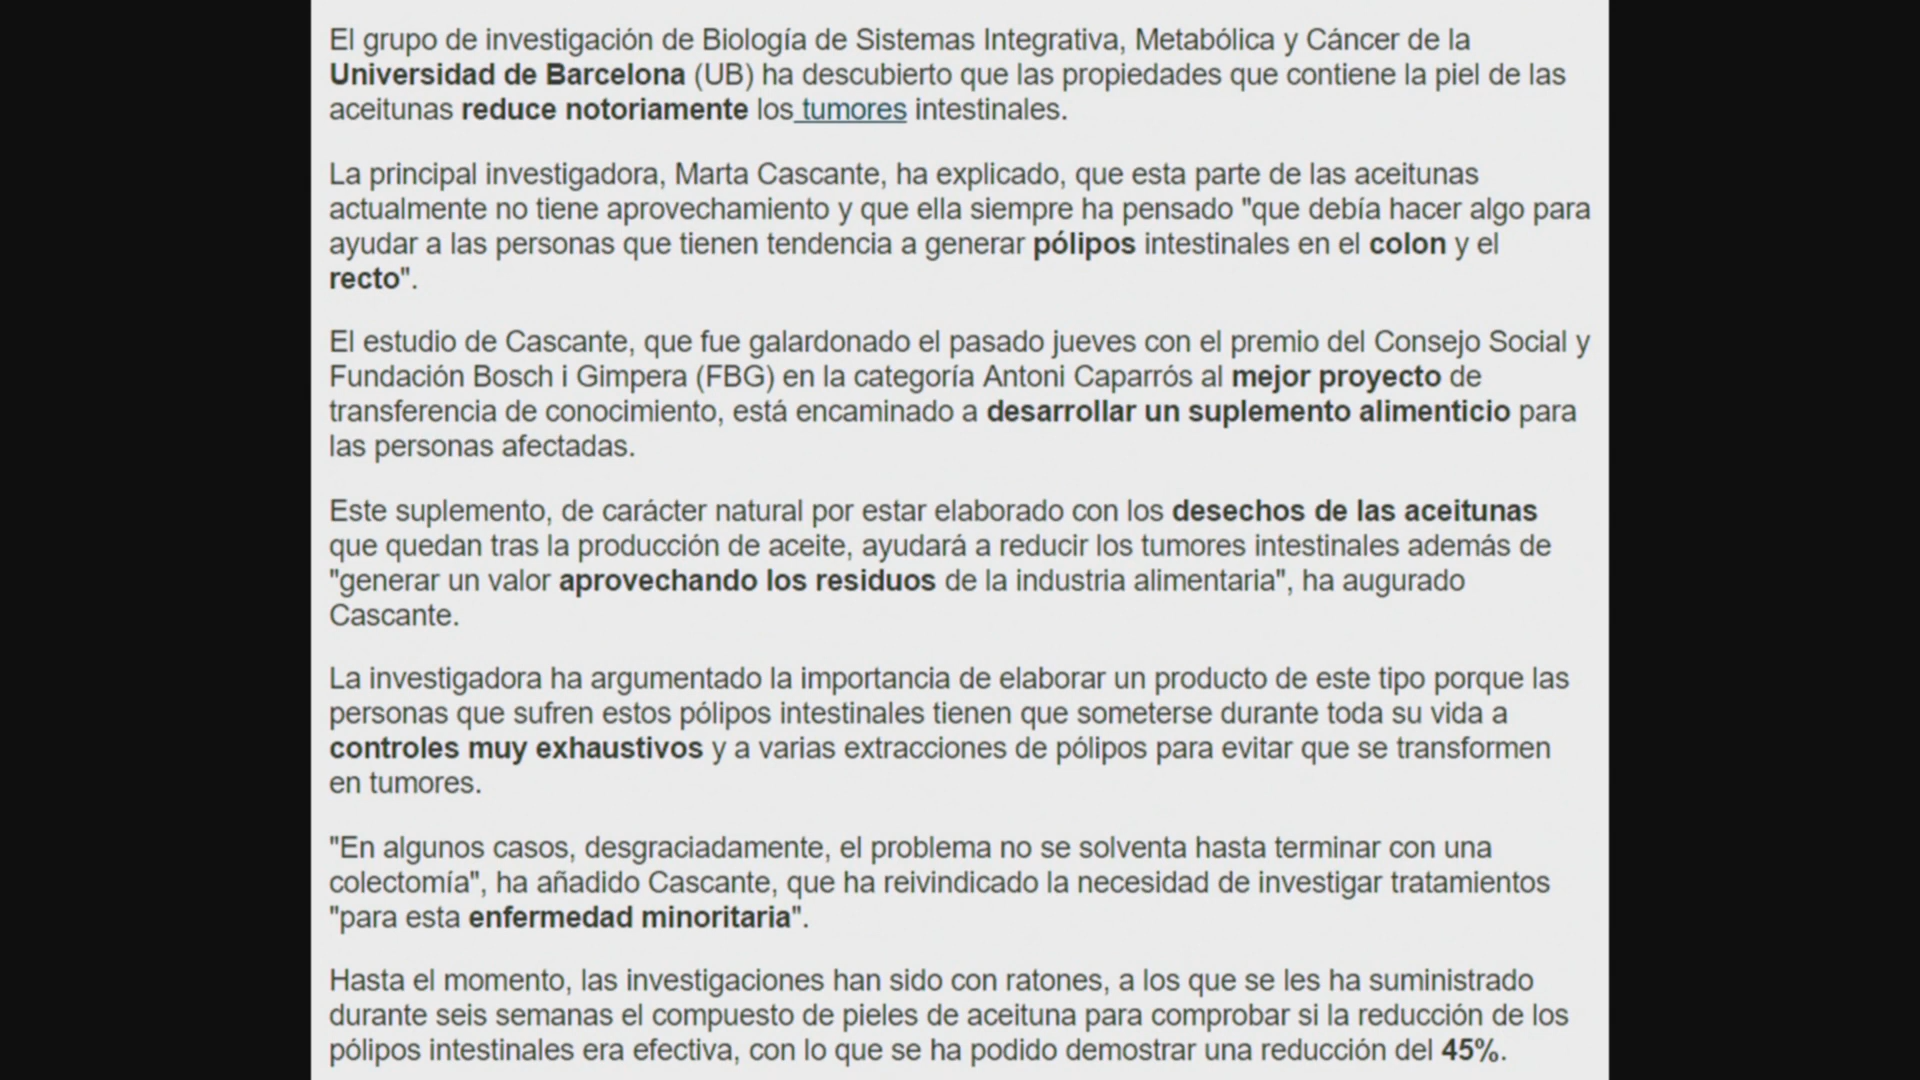 El grupo de investigación de Biología de Sistemas Integrativa, Metabólica y Cáncer de la
Universidad de Barcelona (UB) ha descubierto que las propiedades que contiene la piel de las
aceitunas reduce notoriamente los tumores intestinales.
La principal investigadora, Marta Cascante, ha explicado, que esta parte de las aceitunas
actualmente no tiene aprovechamiento y que ella siempre ha pensado "que debía hacer algo para
ayudar a las personas que tienen tendencia a generar pólipos intestinales en el colon y el
recto".
El estudio de Cascante, que fue galardonado el pasado jueves con el premio del Consejo Social y
Fundación Bosch i Gimpera (FBG) en la categoría Antoni Caparrós al mejor proyecto de
transferencia de conocimiento, está encaminado a desarrollar un suplemento alimenticio para
las personas afectadas.
Este suplemento, de carácter natural por estar elaborado con los desechos de las aceitunas
que quedan tras la producción de aceite, ayudará a reducir los tumores intestinales además de
"generar un valor aprovechando los residuos de la industria alimentaria", ha augurado
Cascante.
La investigadora ha argumentado la importancia de elaborar un producto de este tipo porque las
personas que sufren estos pólipos intestinales tienen que someterse durante toda su vida a
controles muy exhaustivos y a varias extracciones de pólipos para evitar que se transformen
en tumores.
"En algunos casos, desgraciadamente, el problema no se solventa hasta terminar con una
colectomía", ha añadido Cascante, que ha reivindicado la necesidad de investigar tratamientos
"para esta enfermedad minoritaria".
Hasta el momento, las investigaciones han sido con ratones, a los que se les ha suministrado
durante seis semanas el compuesto de pieles de aceituna para comprobar si la reducción de los
pólipos intestinales era efectiva, con lo que se ha podido demostrar una reducción del 45%.